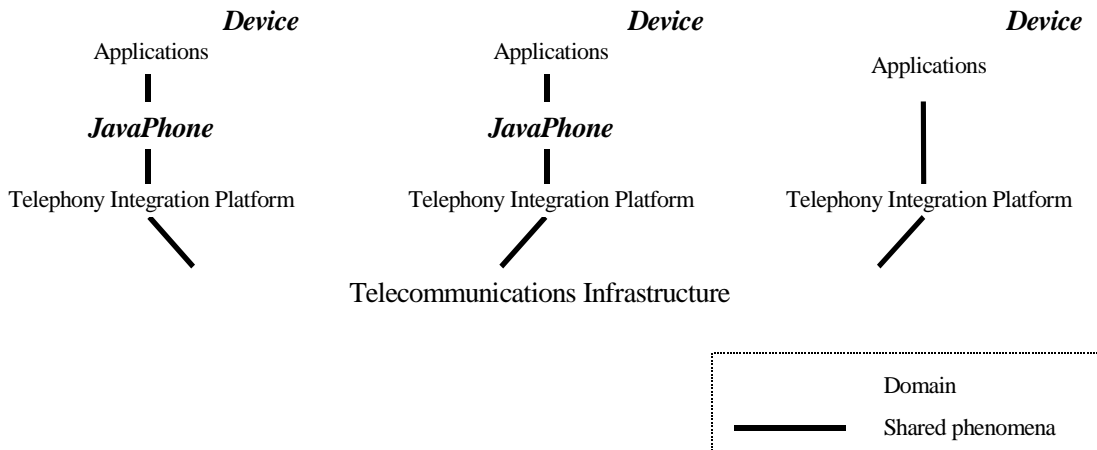 Device Device Device
Applications Applications Applications
JavaPhone JavaPhone
Telephony Integration Platform Telephony Integration Platform Telephony Integration Platform
Telecommunications Infrastructure
Domain
Shared phenomena